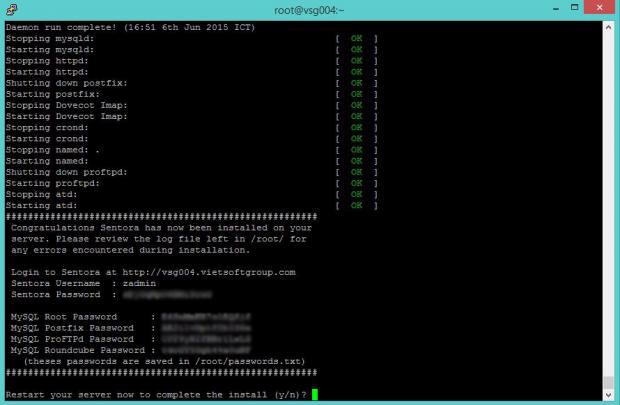 root@vsg004:~
Daemon run complete! (16:51 6th Jun 2015 ICT)
Stopping mysqld: [ OK ]
Starting mysqld: [ OK ]
Stopping httpd: [ OK ]
Starting httpd: [ OK ]
Shutting down postfix: [ OK ]
Starting postfix: [ OK ]
Stopping Dovecot Imap: [ OK ]
Starting Dovecot Imap: [ OK ]
Stopping crond: [ OK ]
Starting crond: [ OK ]
Stopping named: . [ OK ]
Starting named: [ OK ]
Shutting down proftpd: [ OK ]
Starting proftpd: [ OK ]
Stopping atd: [ OK ]
Starting atd: [ OK ]
########################################################
Congratulations Sentora has now been installed on your
server. Please review the log file left in /root/ for
any errors encountered during installation.
Login to Sentora at http://vsg004.vietsoftgroup.com
Sentora Username : zadmin
Sentora Password :
MySQL Root Password :
MySQL Postfix Password :
MySQL ProFTPd Password :
MySQL Roundcube Password :
(theses passwords are saved in /root/passwords.txt)
########################################################
Restart your server now to complete the install (y/n)?